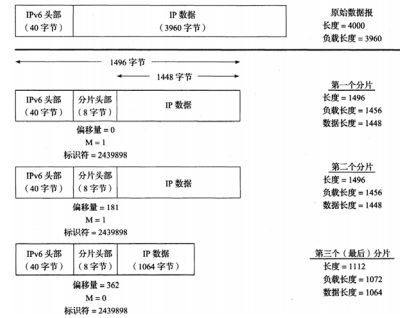 IPv6 头部
(40 字节)
IP 数据
(3960 字节)
原始数据报
长度 = 4000
负载长度 = 3960
1496 字节
1448 字节
IPv6 头部
(40 字节)
分片头部
(8 字节)
IP 数据
偏移量 = 0
M = 1
标识符 = 2439898
第一个分片
长度 = 1496
负载长度 = 1456
数据长度 = 1448
IPv6 头部
(40 字节)
分片头部
(8 字节)
IP 数据
偏移量 = 181
M = 1
标识符 = 2439898
第二个分片
长度 = 1496
负载长度 = 1456
数据长度 = 1448
IPv6 头部
(40 字节)
分片头部
(8 字节)
IP 数据
(1064 字节)
偏移量 = 362
M = 0
标识符 = 2439898
第三个（最后）分片
长度 = 1112
负载长度 = 1072
数据长度 = 1064